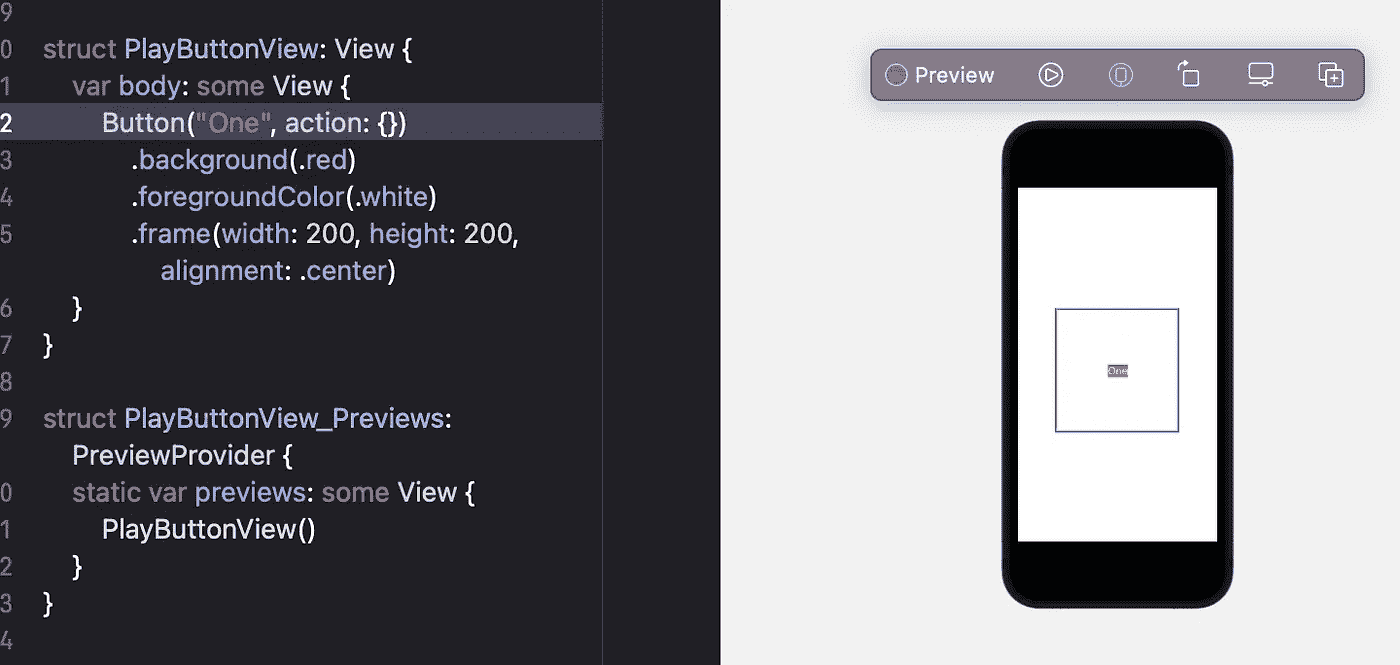 9
0 struct PlayButtonView: View {
1 var body: some View {
2 Button("One", action: {})
3 .background(.red)
4 .foregroundColor(.white)
5 .frame(width: 200, height: 200,
alignment: .center)
6 }
7 }
8
9 struct PlayButtonView_Previews:
PreviewProvider {
0 static var previews: some View {
1 PlayButtonView()
2 }
3 }
4
Preview
One